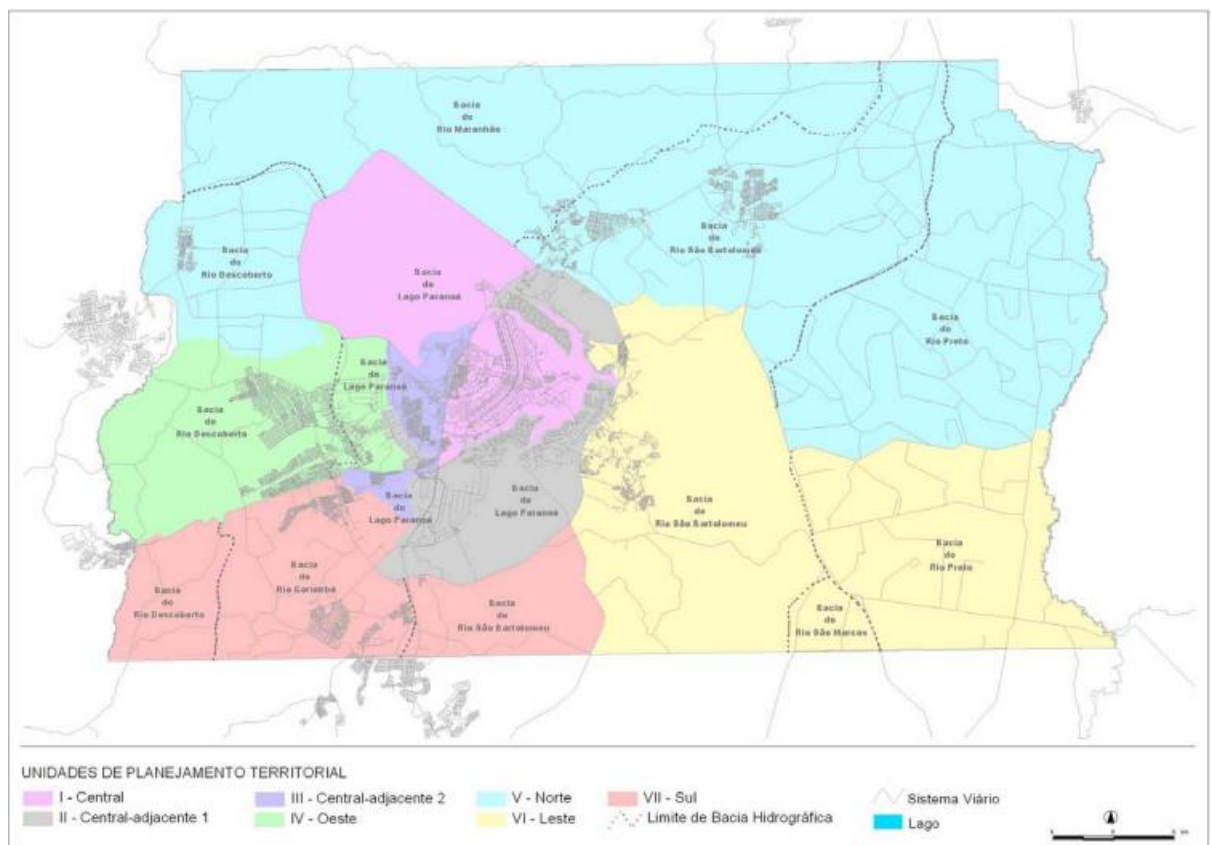 Bacia
do
Rio Maranhão
Bacia
do
Rio São Bartolomeu
Bacia
do
Rio Descoberto
Bacia
do
Lago Paranoá
Bacia
do
Rio Preto
Bacia
do
Lago Paranoá
Bacia
do
Rio Descoberto
Bacia
do
Lago Paranoá
Bacia
do
Lago Paranoá
Bacia
do
Rio São Bartolomeu
Bacia
do
Rio Preto
Bacia
do
Rio Corumbá
Bacia
do
Rio Descoberto
Bacia
do
Rio São Bartolomeu
Bacia
do
Rio São Marcos
UNIDADES DE PLANEJAMENTO TERRITORIAL
I - Central
II - Central-adjacente 1
III - Central-adjacente 2
IV - Oeste
V - Norte
VI - Leste
VII - Sul
Limite de Bacia Hidrográfica
Sistema Viário
Lago